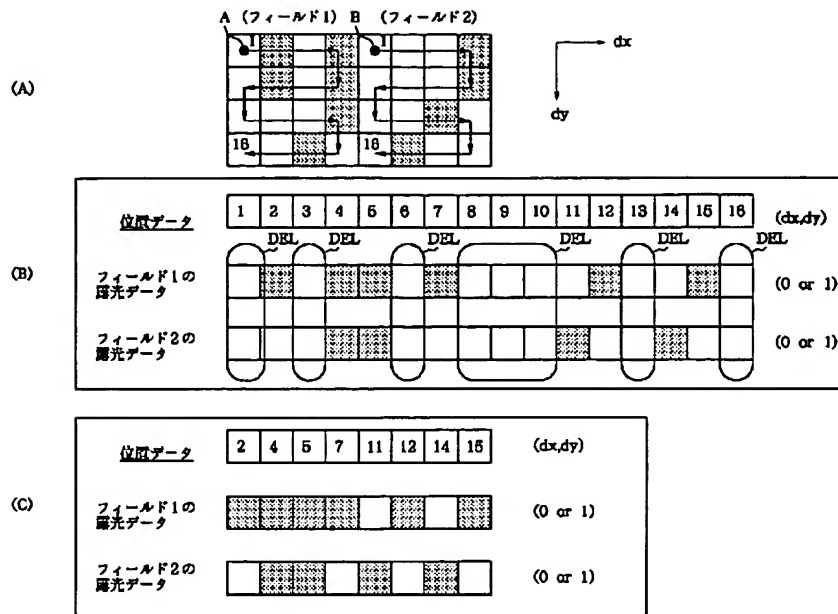 A (フィールド1) B (フィールド2)
1 1
dx
dy
(A)
16 16
位置データ 1 2 3 4 5 6 7 8 9 10 11 12 13 14 15 16 (dx,dy)
DEL DEL DEL DEL DEL DEL
(B)
フィールド1の
露光データ (0 or 1)
フィールド2の
露光データ (0 or 1)
位置データ 2 4 5 7 11 12 14 15 (dx,dy)
(C)
フィールド1の
露光データ (0 or 1)
フィールド2の
露光データ (0 or 1)